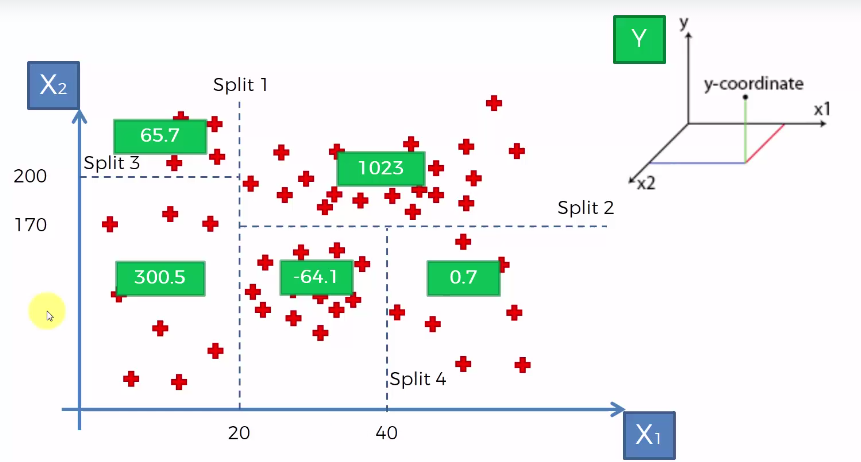 Y
y
y-coordinate
x1
x2
X2
Split 1
65.7
Split 3
1023
200
170
Split 2
300.5
-64.1
0.7
Split 4
20
40
X1